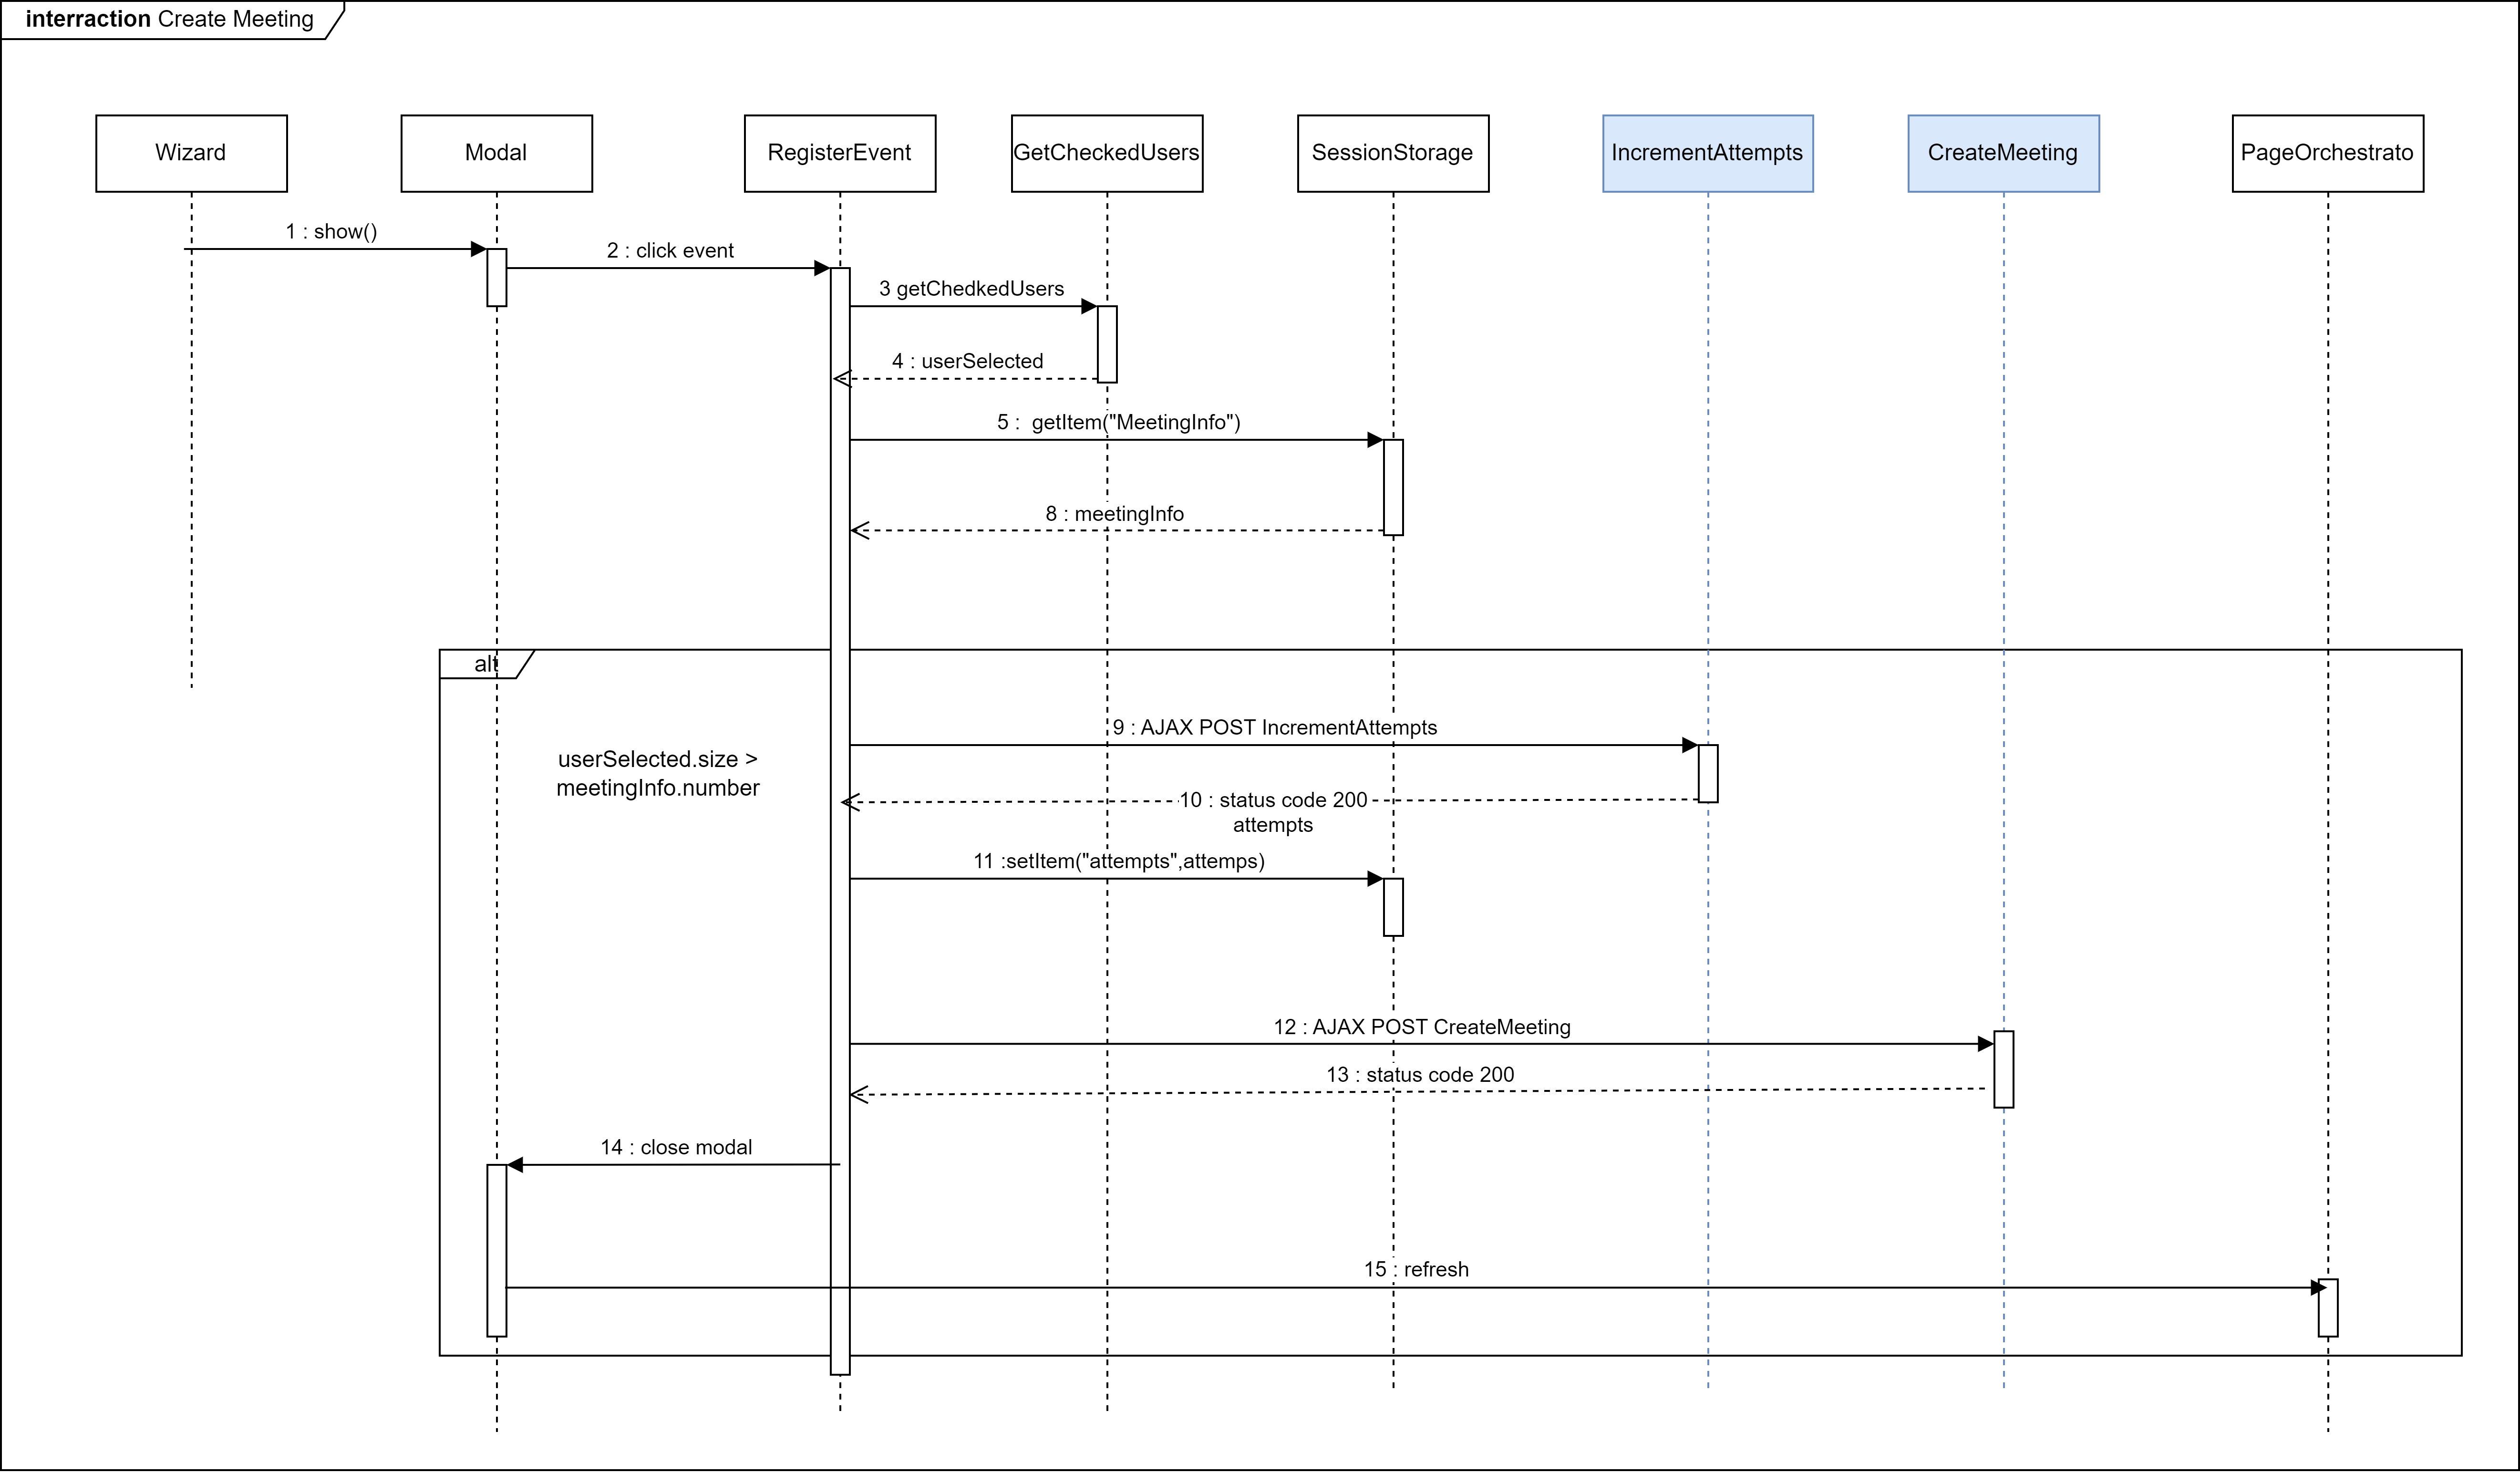 interraction Create Meeting
Wizard
Modal
RegisterEvent
GetCheckedUsers
SessionStorage
IncrementAttempts
CreateMeeting
PageOrchestrato
1 : show()
2 : click event
3 getChedkedUsers
4 : userSelected
5 :  getItem("MeetingInfo")
8 : meetingInfo
alt
9 : AJAX POST IncrementAttempts
userSelected.size >
meetingInfo.number
10 : status code 200
attempts
11 :setItem("attempts",attemps)
12 : AJAX POST CreateMeeting
13 : status code 200
14 : close modal
15 : refresh